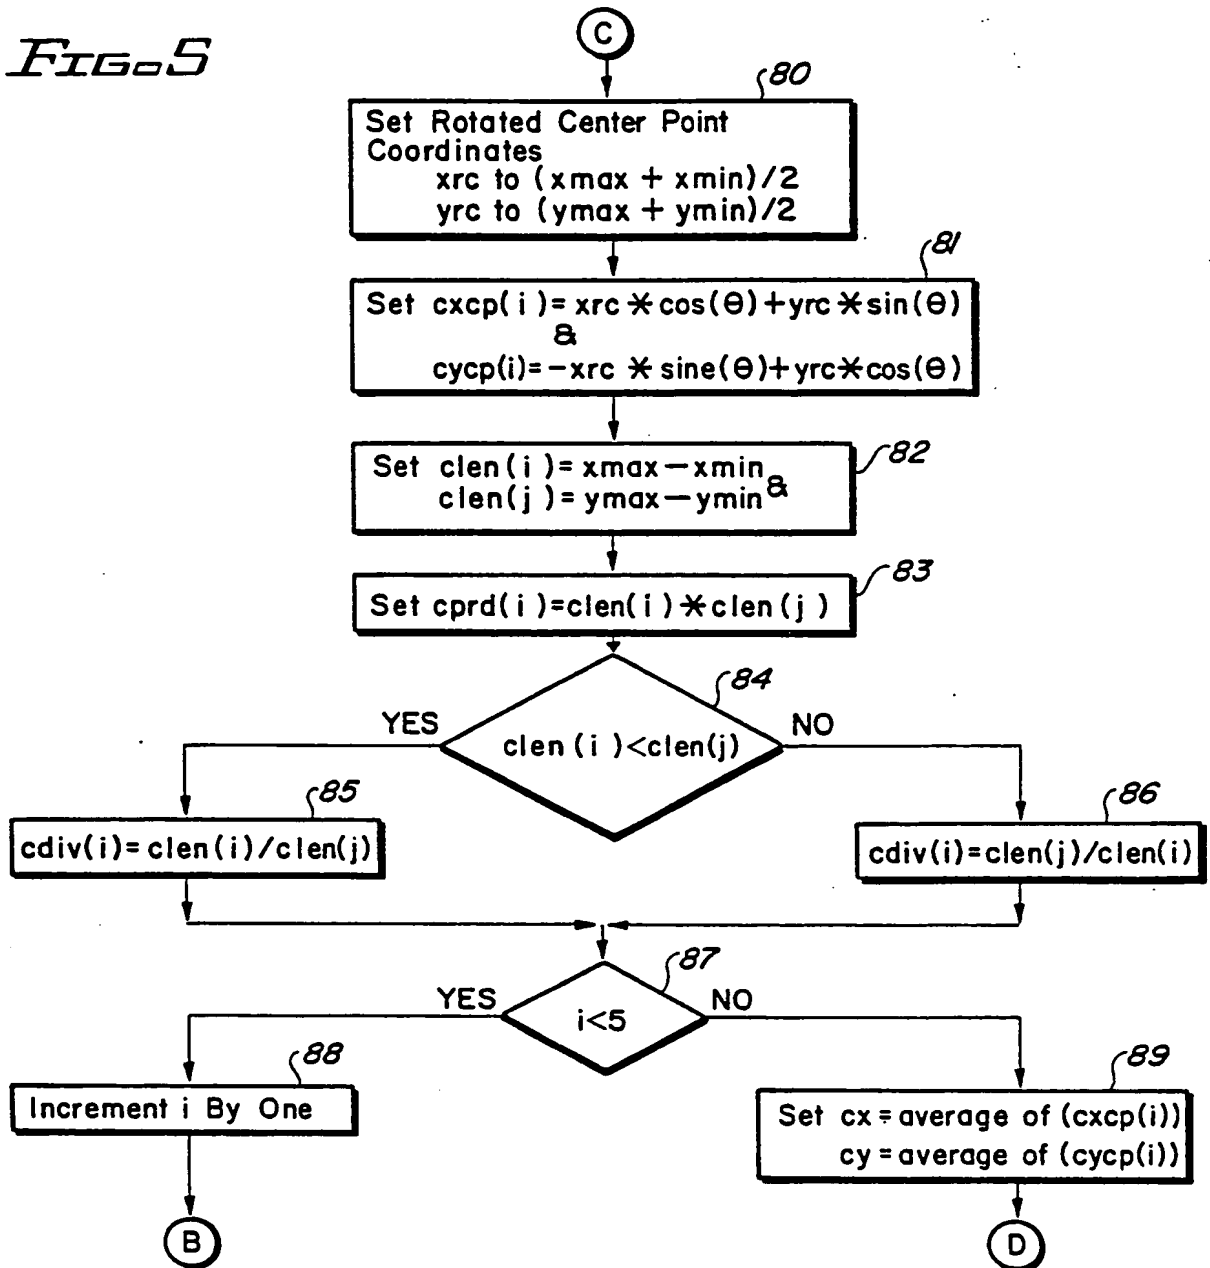 FIG. 5
C
80
Set Rotated Center Point
Coordinates
xrc to (xmax + xmin)/2
yrc to (ymax + ymin)/2
81
Set cxcp(i)= xrc * cos(θ)+yrc * sin(θ)
&
cycp(i)=-xrc * sine(θ)+yrc*cos(θ)
82
Set clen(i)= xmax-xmin
&
clen(j)= ymax-ymin
83
Set cprd(i)=clen(i)*clen(j)
84
YES
clen(i)<clen(j)
NO
85
cdiv(i)=clen(i)/clen(j)
86
cdiv(i)=clen(j)/clen(i)
87
YES
i<5
NO
88
Increment i By One
89
Set cx=average of (cxcp(i))
cy=average of (cycp(i))
B
D